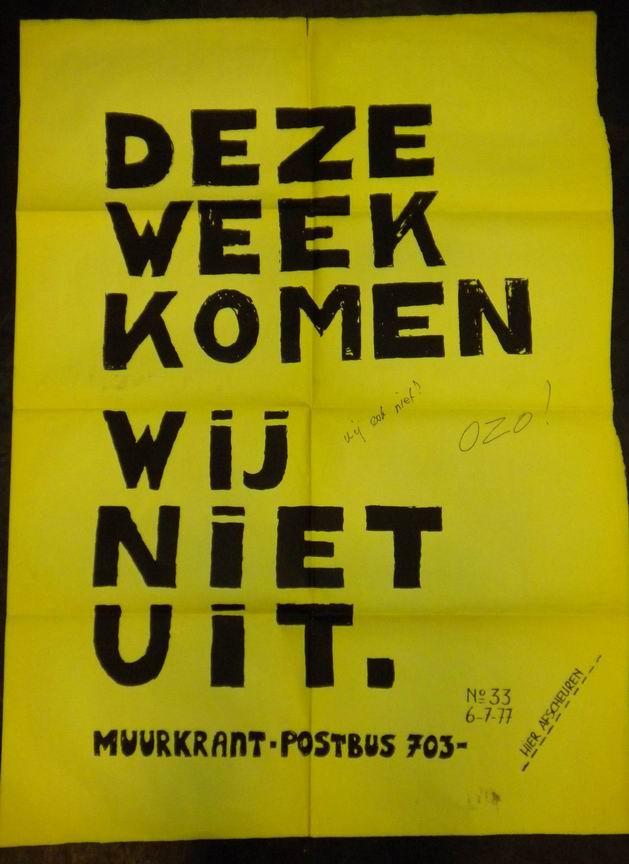 DEZE
WEEK
KOMEN
wij ook niet!
OZO!
WIJ
NIET
UIT.
No 33
6-7-77
HIER AFSCHEUREN
MUURKRANT·POSTBUS 703-